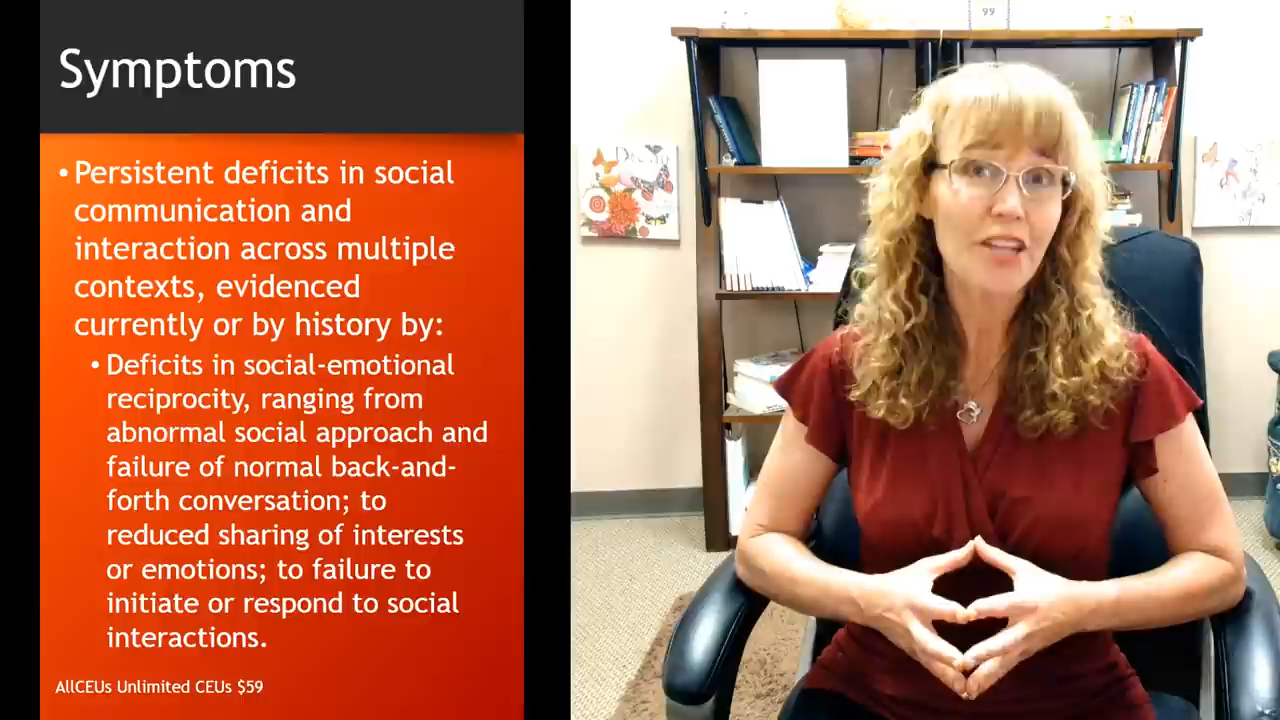 Symptoms
• Persistent deficits in social
communication and
interaction across multiple
contexts, evidenced
currently or by history by:
• Deficits in social-emotional
reciprocity, ranging from
abnormal social approach and
failure of normal back-and-
forth conversation; to
reduced sharing of interests
or emotions; to failure to
initiate or respond to social
interactions.
AllCEUs Unlimited CEUs $59
99